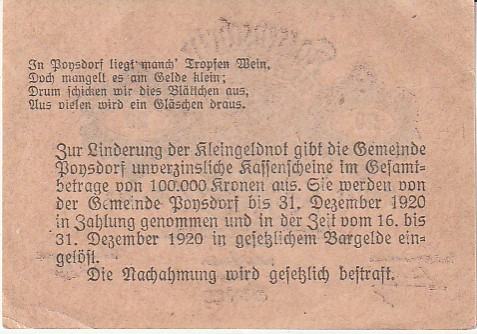 In Poysdorf liegt manch' Tropfen Wein,
Doch mangelt es am Gelde klein;
Drum schicken wir dies Blättchen aus,
Aus vielen wird ein Gläschen draus.
Zur Linderung der Kleingeldnot gibt die Gemeinde
Poysdorf unverzinsliche Kassenscheine im Gesamt-
betrage von 100.000 Kronen aus. Sie werden von
der Gemeinde Poysdorf bis 31. Dezember 1920
in Zahlung genommen und in der Zeit vom 16. bis
31. Dezember 1920 in gesetzlichem Bargelde ein-
gelöst.
Die Nachahmung wird gesetzlich bestraft.